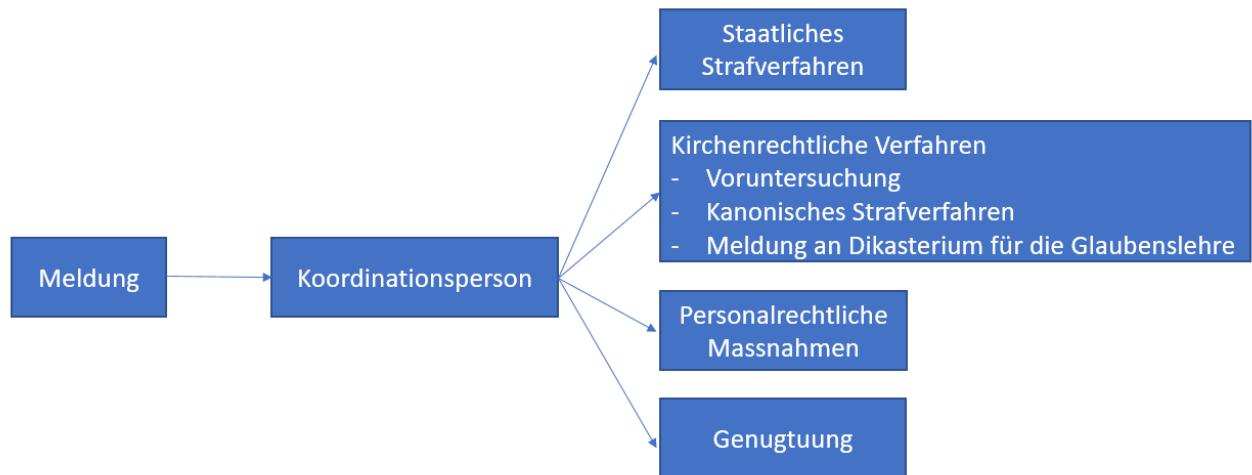 Meldung
Koordinationsperson
Staatliches
Strafverfahren
Kirchenrechtliche Verfahren
- Voruntersuchung
- Kanonisches Strafverfahren
- Meldung an Dikasterium für die Glaubenslehre
Personalrechtliche
Massnahmen
Genugtuung